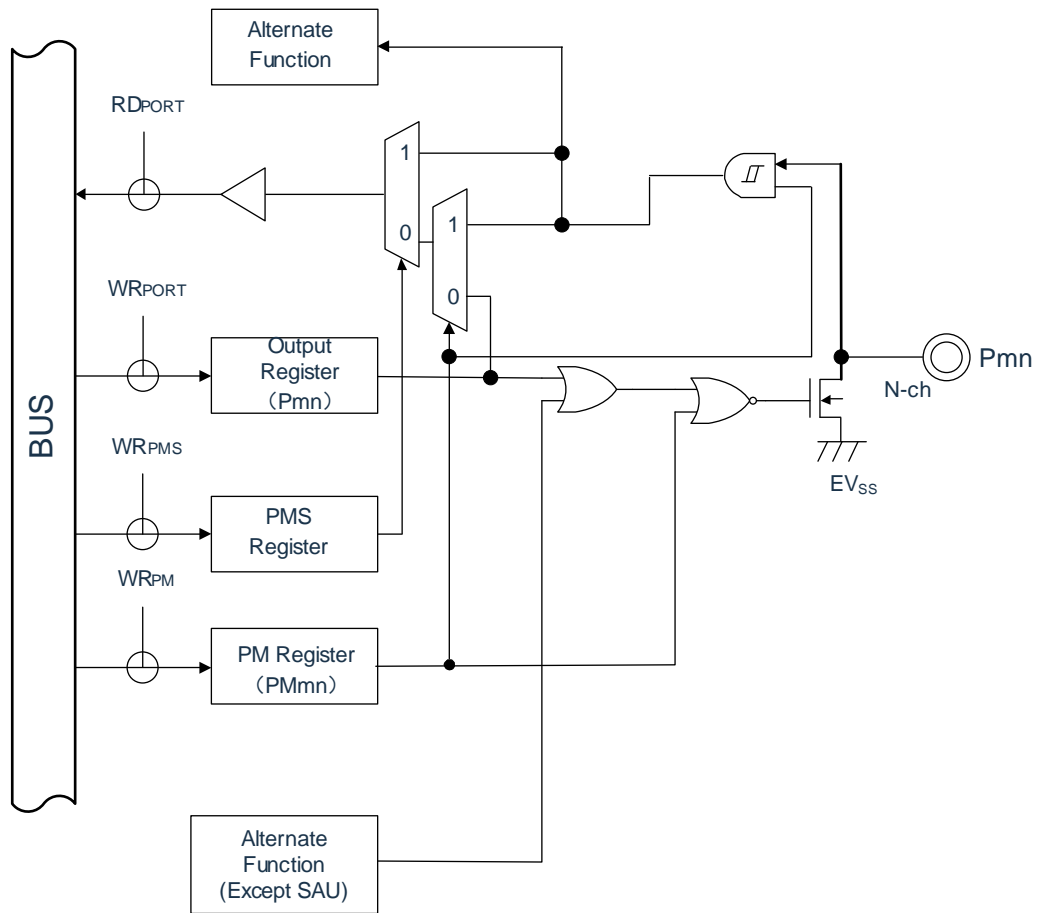 Alternate
Function
RDPORT
1
0
1
0
WRPORT
Output
Register
（Pmn）
Pmn
N-ch
EVSS
BUS
WRPMS
PMS
Register
WRPM
PM Register
（PMmn）
Alternate
Function
(Except SAU)